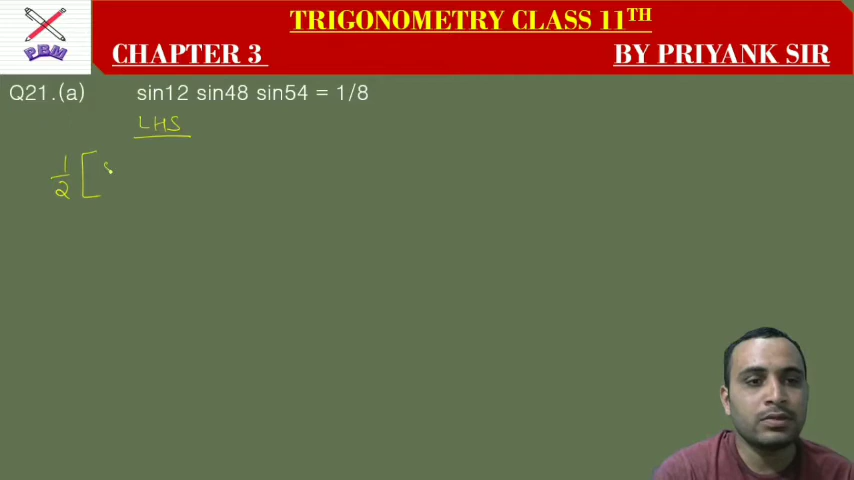 TRIGONOMETRY CLASS 11TH
CHAPTER 3 BY PRIYANK SIR
PBM
Q21.(a) sin12 sin48 sin54 = 1/8
LHS
1/2 [ s